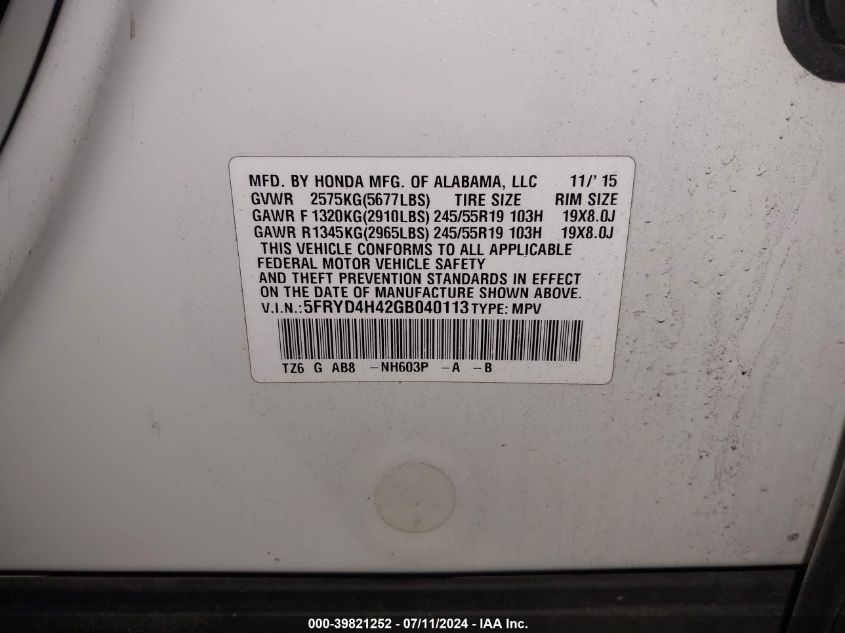 MFD. BY HONDA MFG. OF ALABAMA, LLC 11/' 15
GVWR 2575KG(5677LBS) TIRE SIZE RIM SIZE
GAWR F 1320KG(2910LBS) 245/55R19 103H 19X8.0J
GAWR R 1345KG(2965LBS) 245/55R19 103H 19X8.0J
THIS VEHICLE CONFORMS TO ALL APPLICABLE
FEDERAL MOTOR VEHICLE SAFETY
AND THEFT PREVENTION STANDARDS IN EFFECT
ON THE DATE OF MANUFACTURE SHOWN ABOVE.
V.I.N.:5FRYD4H42GB040113 TYPE: MPV
TZ6 G AB8 -NH603P -A -B
000-39821252 - 07/11/2024 - IAA Inc.